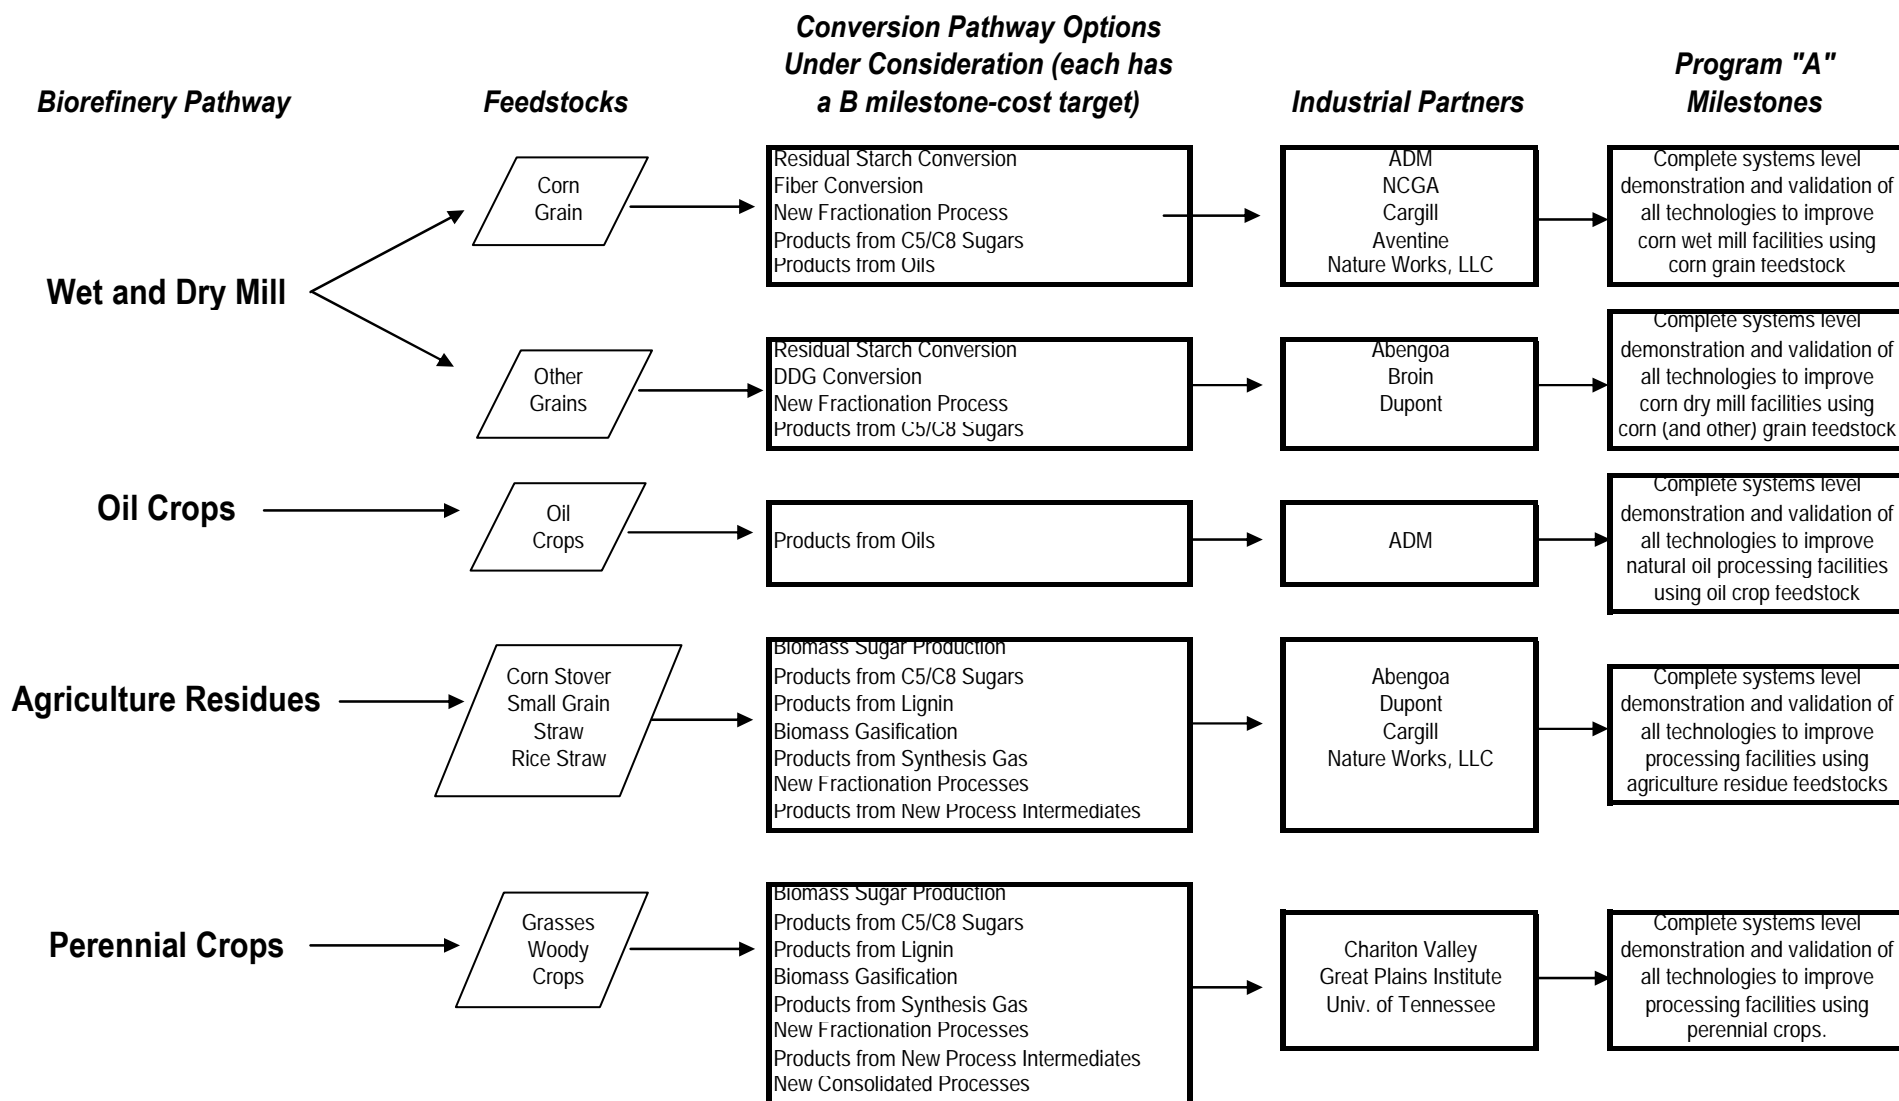 Conversion Pathway Options
Under Consideration (each has
a B milestone-cost target)
Biorefinery Pathway
Feedstocks
Industrial Partners
Program "A"
Milestones
Wet and Dry Mill
Corn
Grain
Residual Starch Conversion
Fiber Conversion
New Fractionation Process
Products from C5/C8 Sugars
Products from Oils
ADM
NCGA
Cargill
Aventine
Nature Works, LLC
Complete systems level
demonstration and validation of
all technologies to improve
corn wet mill facilities using
corn grain feedstock
Other
Grains
Residual Starch Conversion
DDG Conversion
New Fractionation Process
Products from C5/C8 Sugars
Abengoa
Broin
Dupont
Complete systems level
demonstration and validation of
all technologies to improve
corn dry mill facilities using
corn (and other) grain feedstock
Oil Crops
Oil
Crops
Products from Oils
ADM
Complete systems level
demonstration and validation of
all technologies to improve
natural oil processing facilities
using oil crop feedstock
Agriculture Residues
Corn Stover
Small Grain
Straw
Rice Straw
Biomass Sugar Production
Products from C5/C8 Sugars
Products from Lignin
Biomass Gasification
Products from Synthesis Gas
New Fractionation Processes
Products from New Process Intermediates
Abengoa
Dupont
Cargill
Nature Works, LLC
Complete systems level
demonstration and validation of
all technologies to improve
processing facilities using
agriculture residue feedstocks
Perennial Crops
Grasses
Woody
Crops
Biomass Sugar Production
Products from C5/C8 Sugars
Products from Lignin
Biomass Gasification
Products from Synthesis Gas
New Fractionation Processes
Products from New Process Intermediates
New Consolidated Processes
Chariton Valley
Great Plains Institute
Univ. of Tennessee
Complete systems level
demonstration and validation of
all technologies to improve
processing facilities using
perennial crops.